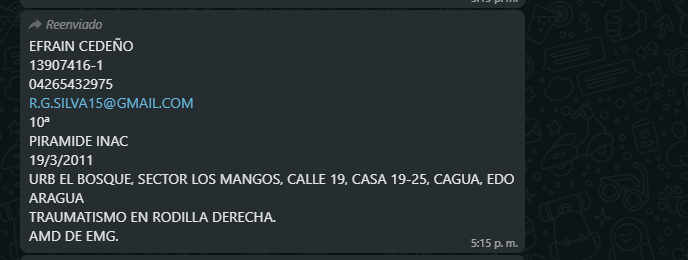 5:15 p. m.
Reenviado
EFRAIN CEDEÑO
13907416-1
04265432975
R.G.SILVA15@GMAIL.COM
10ª
PIRAMIDE INAC
19/3/2011
URB EL BOSQUE, SECTOR LOS MANGOS, CALLE 19, CASA 19-25, CAGUA, EDO
ARAGUA
TRAUMATISMO EN RODILLA DERECHA.
AMD DE EMG.
5:15 p. m.